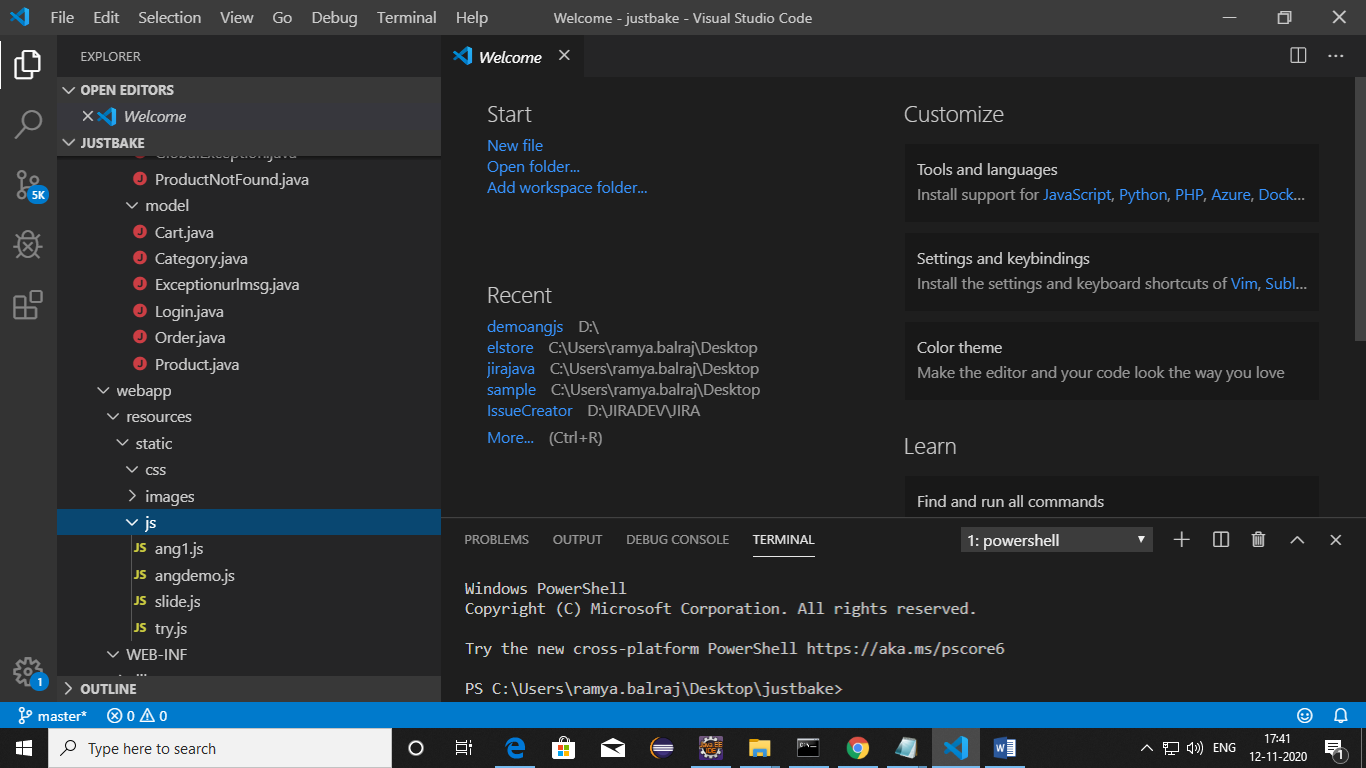 File Edit Selection View Go Debug Terminal Help
Welcome - justbake - Visual Studio Code
EXPLORER
OPEN EDITORS
Welcome
JUSTBAKE
GlobalException.java
ProductNotFound.java
model
Cart.java
Category.java
Exceptionurlmsg.java
Login.java
Order.java
Product.java
webapp
resources
static
css
images
js
JS ang1.js
JS angdemo.js
JS slide.js
JS try.js
WEB-INF
OUTLINE
5K
1
Welcome
Start
New file
Open folder...
Add workspace folder...
Recent
demoangjs D:\
elstore C:\Users\ramya.balraj\Desktop
jirajava C:\Users\ramya.balraj\Desktop
sample C:\Users\ramya.balraj\Desktop
IssueCreator D:\JIRADEV\JIRA
More... (Ctrl+R)
Customize
Tools and languages
Install support for JavaScript, Python, PHP, Azure, Dock...
Settings and keybindings
Install the settings and keyboard shortcuts of Vim, Subl...
Color theme
Make the editor and your code look the way you love
Learn
Find and run all commands
PROBLEMS OUTPUT DEBUG CONSOLE TERMINAL
1: powershell
Windows PowerShell
Copyright (C) Microsoft Corporation. All rights reserved.
Try the new cross-platform PowerShell https://aka.ms/pscore6
PS C:\Users\ramya.balraj\Desktop\justbake>
master* 0 0
Type here to search
ENG
17:41
12-11-2020
1